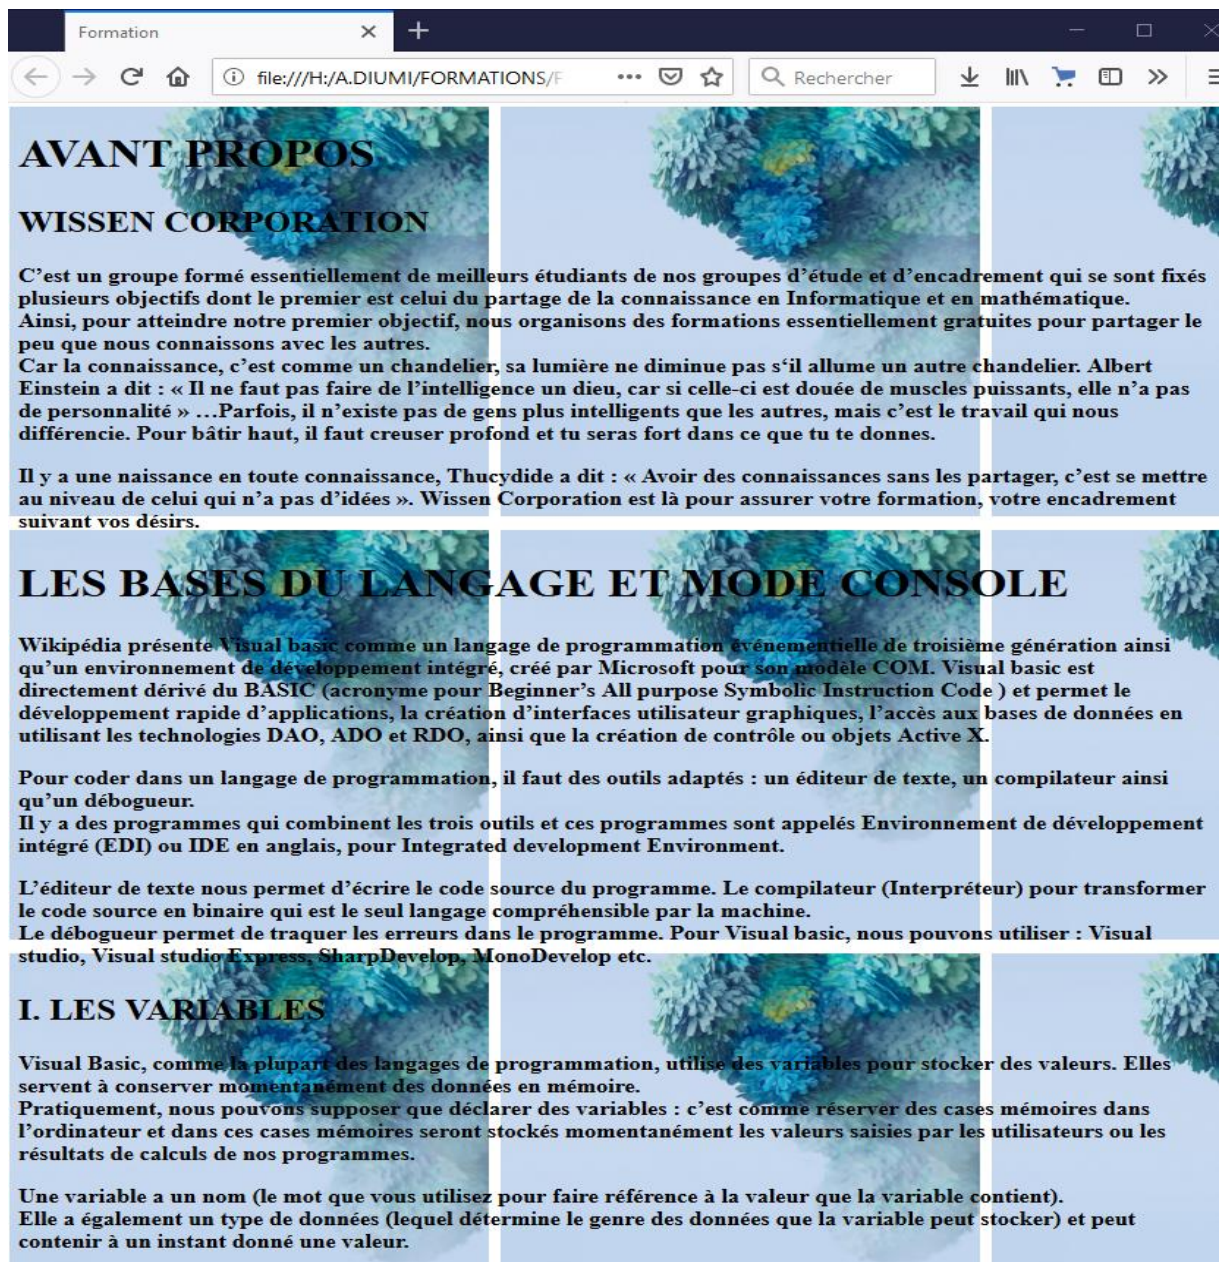 Formation
file:///H:/A.DIUMI/FORMATIONS/F
Rechercher
AVANT PROPOS
WISSEN CORPORATION
C’est un groupe formé essentiellement de meilleurs étudiants de nos groupes d’étude et d’encadrement qui se sont fixés
plusieurs objectifs dont le premier est celui du partage de la connaissance en Informatique et en mathématique.
Ainsi, pour atteindre notre premier objectif, nous organisons des formations essentiellement gratuites pour partager le
peu que nous connaissons avec les autres.
Car la connaissance, c’est comme un chandelier, sa lumière ne diminue pas s‘il allume un autre chandelier. Albert
Einstein a dit : « Il ne faut pas faire de l’intelligence un dieu, car si celle-ci est douée de muscles puissants, elle n’a pas
de personnalité » …Parfois, il n’existe pas de gens plus intelligents que les autres, mais c’est le travail qui nous
différencie. Pour bâtir haut, il faut creuser profond et tu seras fort dans ce que tu te donnes.
Il y a une naissance en toute connaissance, Thucydide a dit : « Avoir des connaissances sans les partager, c’est se mettre
au niveau de celui qui n’a pas d’idées ». Wissen Corporation est là pour assurer votre formation, votre encadrement
suivant vos désirs.
LES BASES DU LANGAGE ET MODE CONSOLE
Wikipédia présente Visual basic comme un langage de programmation événementielle de troisième génération ainsi
qu’un environnement de développement intégré, créé par Microsoft pour son modèle COM. Visual basic est
directement dérivé du BASIC (acronyme pour Beginner’s All purpose Symbolic Instruction Code ) et permet le
développement rapide d’applications, la création d’interfaces utilisateur graphiques, l’accès aux bases de données en
utilisant les technologies DAO, ADO et RDO, ainsi que la création de contrôle ou objets Active X.
Pour coder dans un langage de programmation, il faut des outils adaptés : un éditeur de texte, un compilateur ainsi
qu’un débogueur.
Il y a des programmes qui combinent les trois outils et ces programmes sont appelés Environnement de développement
intégré (EDI) ou IDE en anglais, pour Integrated development Environment.
L’éditeur de texte nous permet d’écrire le code source du programme. Le compilateur (Interpréteur) pour transformer
le code source en binaire qui est le seul langage compréhensible par la machine.
Le débogueur permet de traquer les erreurs dans le programme. Pour Visual basic, nous pouvons utiliser : Visual
studio, Visual studio Express, SharpDevelop, MonoDevelop etc.
I. LES VARIABLES
Visual Basic, comme la plupart des langages de programmation, utilise des variables pour stocker des valeurs. Elles
servent à conserver momentanément des données en mémoire.
Pratiquement, nous pouvons supposer que déclarer des variables : c’est comme réserver des cases mémoires dans
l’ordinateur et dans ces cases mémoires seront stockés momentanément les valeurs saisies par les utilisateurs ou les
résultats de calculs de nos programmes.
Une variable a un nom (le mot que vous utilisez pour faire référence à la valeur que la variable contient).
Elle a également un type de données (lequel détermine le genre des données que la variable peut stocker) et peut
contenir à un instant donné une valeur.